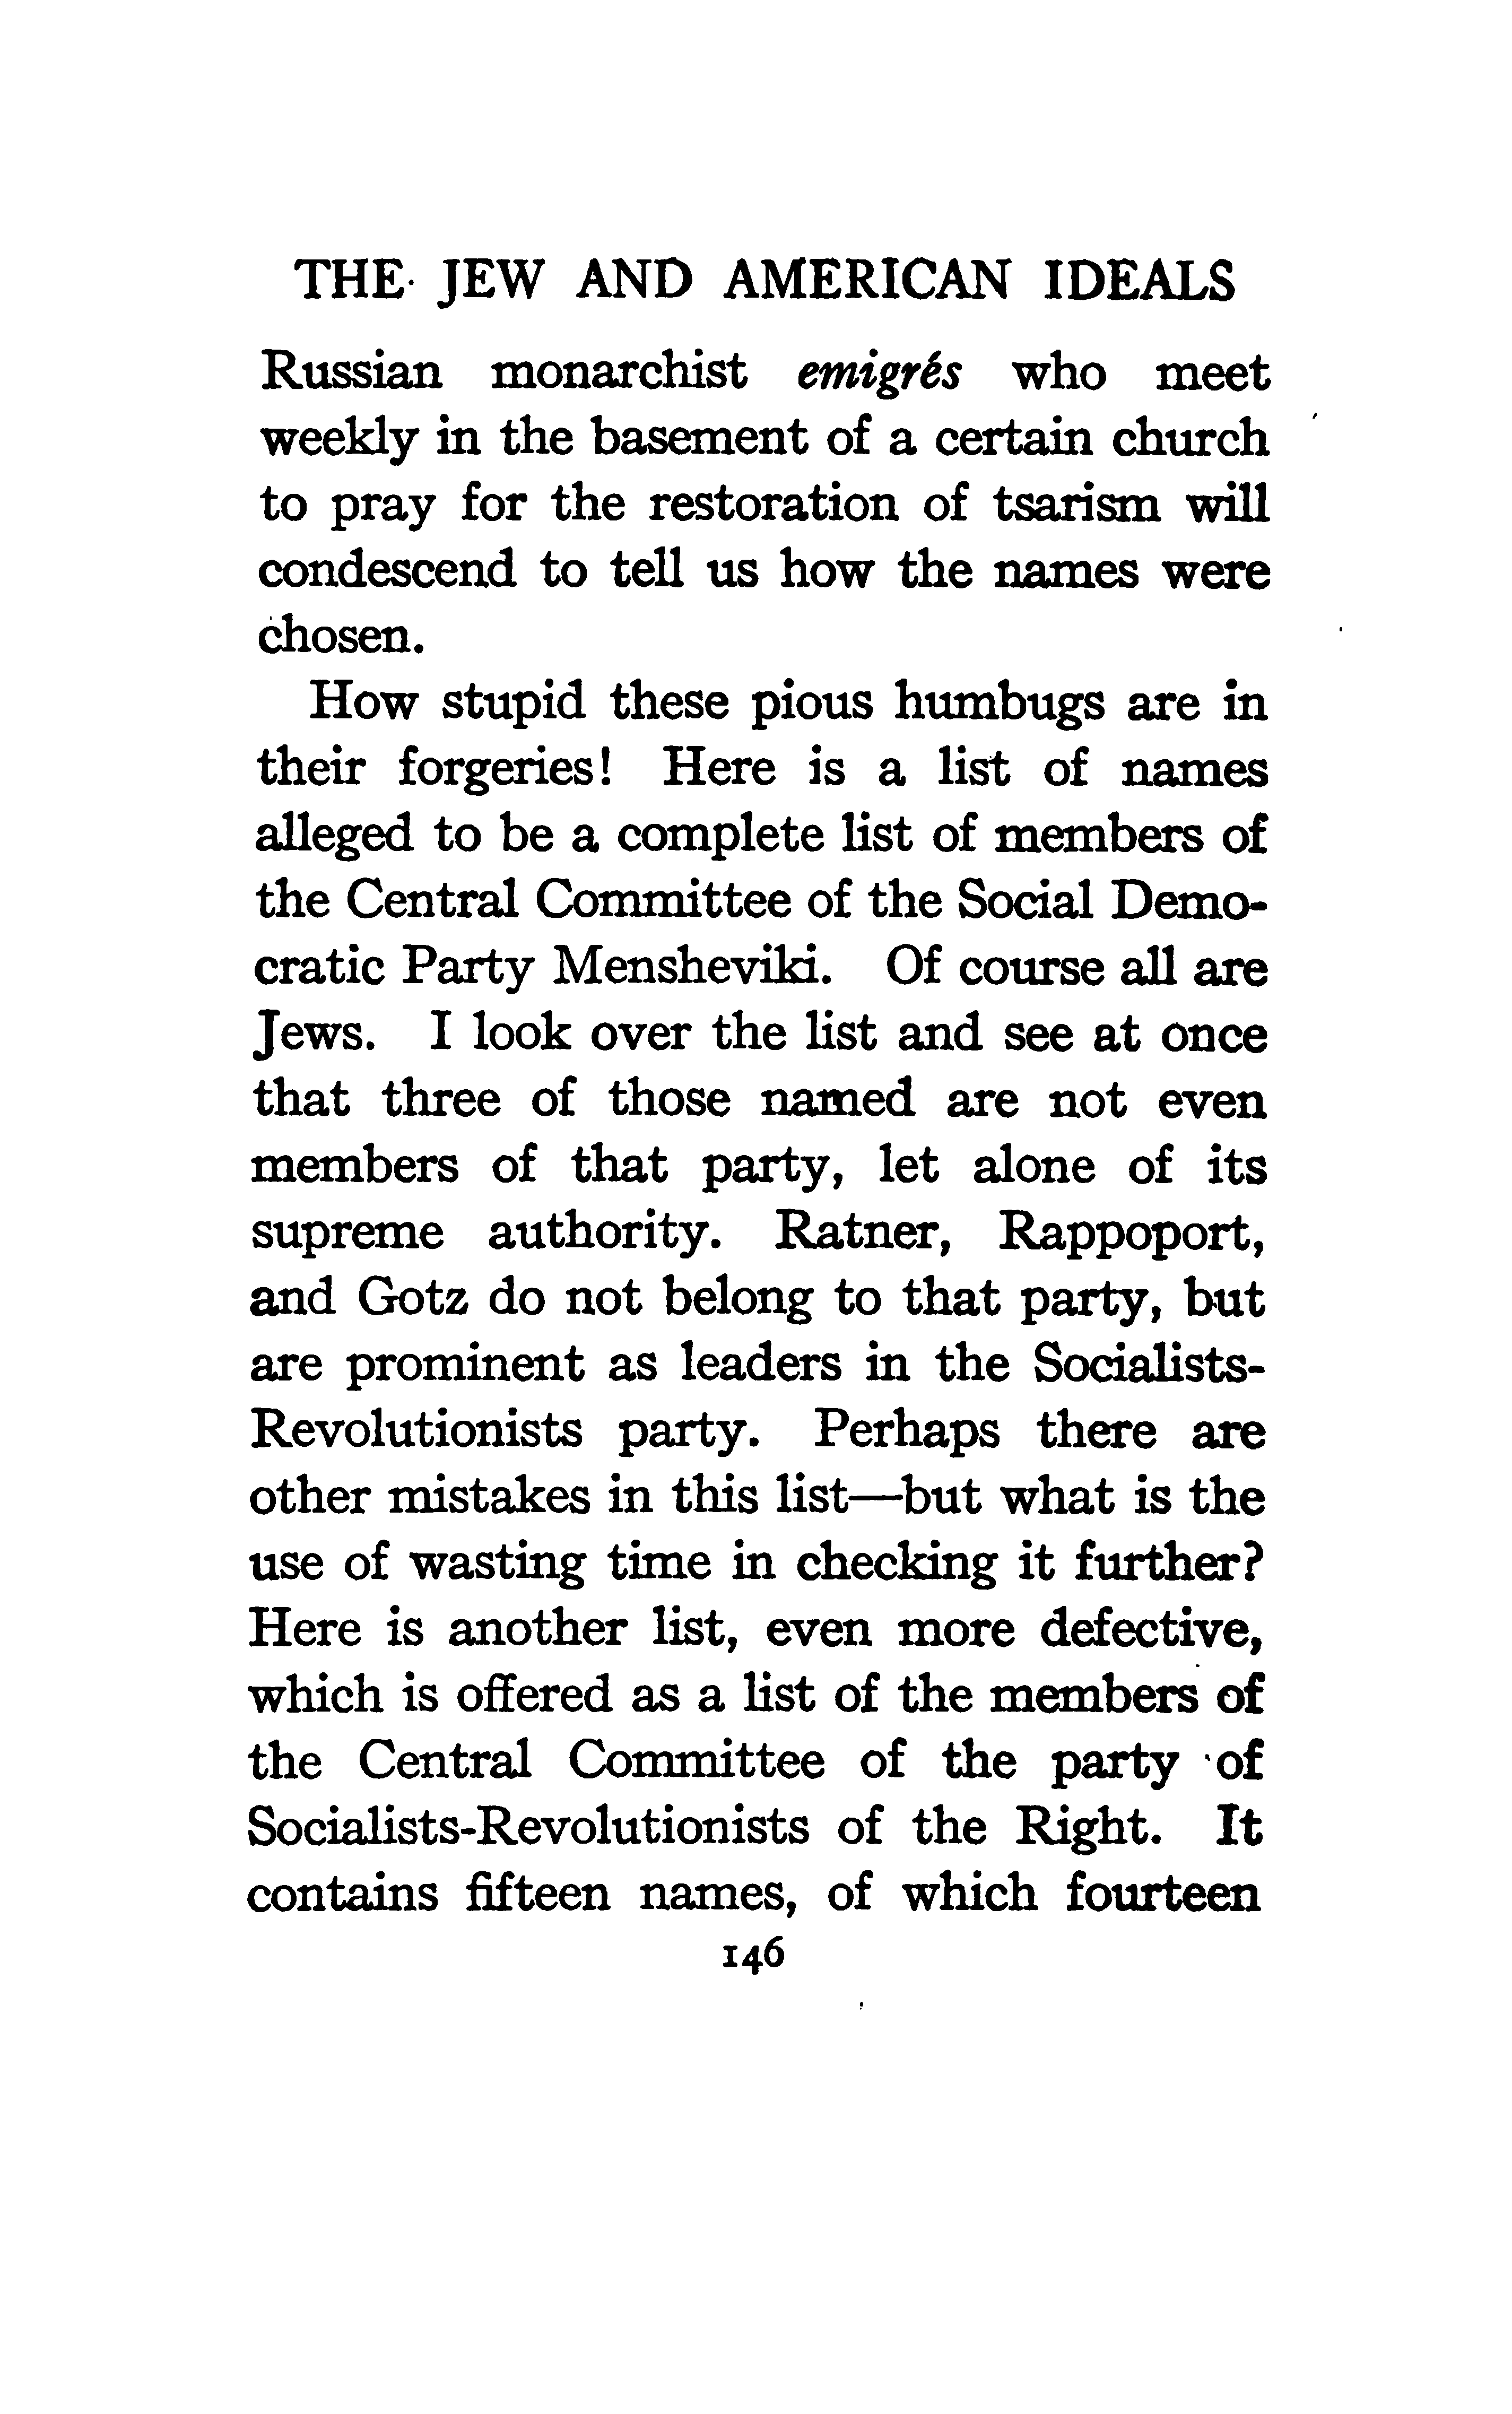 THE JEW AND AMERICAN IDEALS
Russian monarchist emigrés who meet
weekly in the basement of a certain church
to pray for the restoration of tsarism will
condescend to tell us how the names were
chosen.
How stupid these pious humbugs are in
their forgeries! Here is a list of names
alleged to be a complete list of members of
the Central Committee of the Social Demo-
cratic Party Mensheviki. Of course all are
Jews. I look over the list and see at once
that three of those named are not even
members of that party, let alone of its
supreme authority. Ratner, Rappoport,
and Gotz do not belong to that party, but
are prominent as leaders in the Socialists-
Revolutionists party. Perhaps there are
other mistakes in this list—but what is the
use of wasting time in checking it further?
Here is another list, even more defective,
which is offered as a list of the members of
the Central Committee of the party of
Socialists-Revolutionists of the Right. It
contains fifteen names, of which fourteen
146